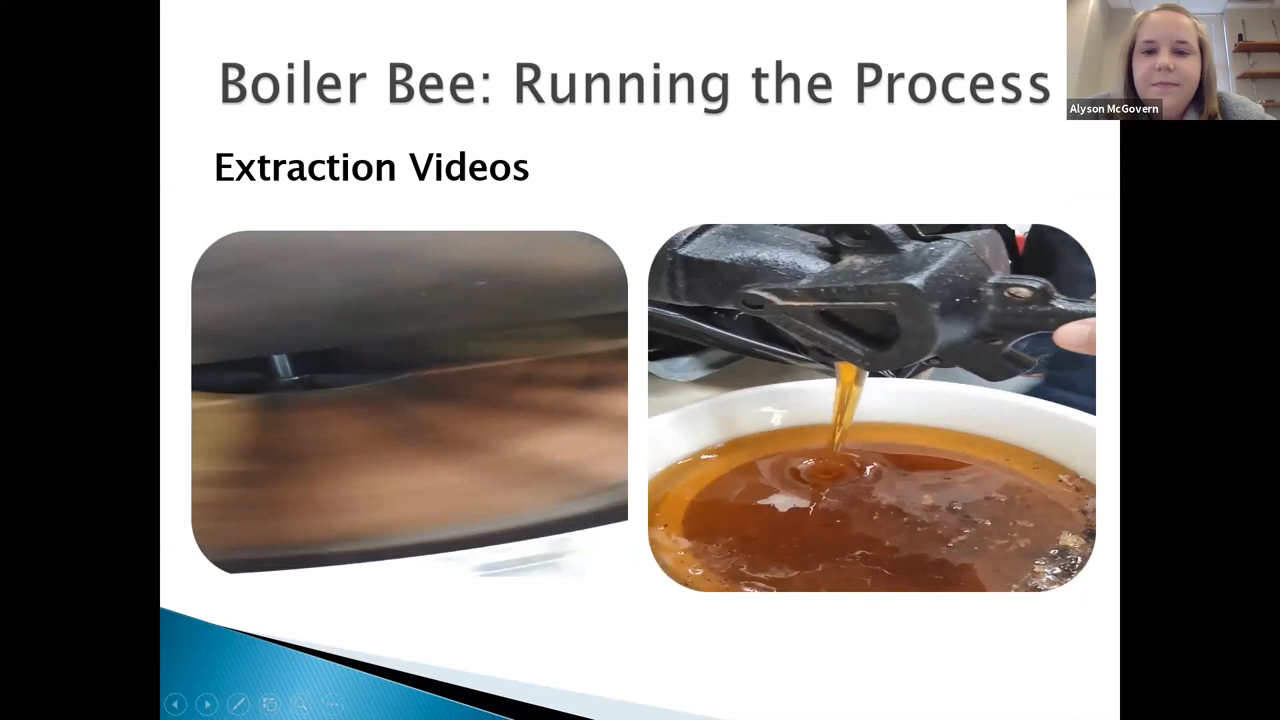 Boiler Bee: Running the Process
Alyson McGovern
Extraction Videos